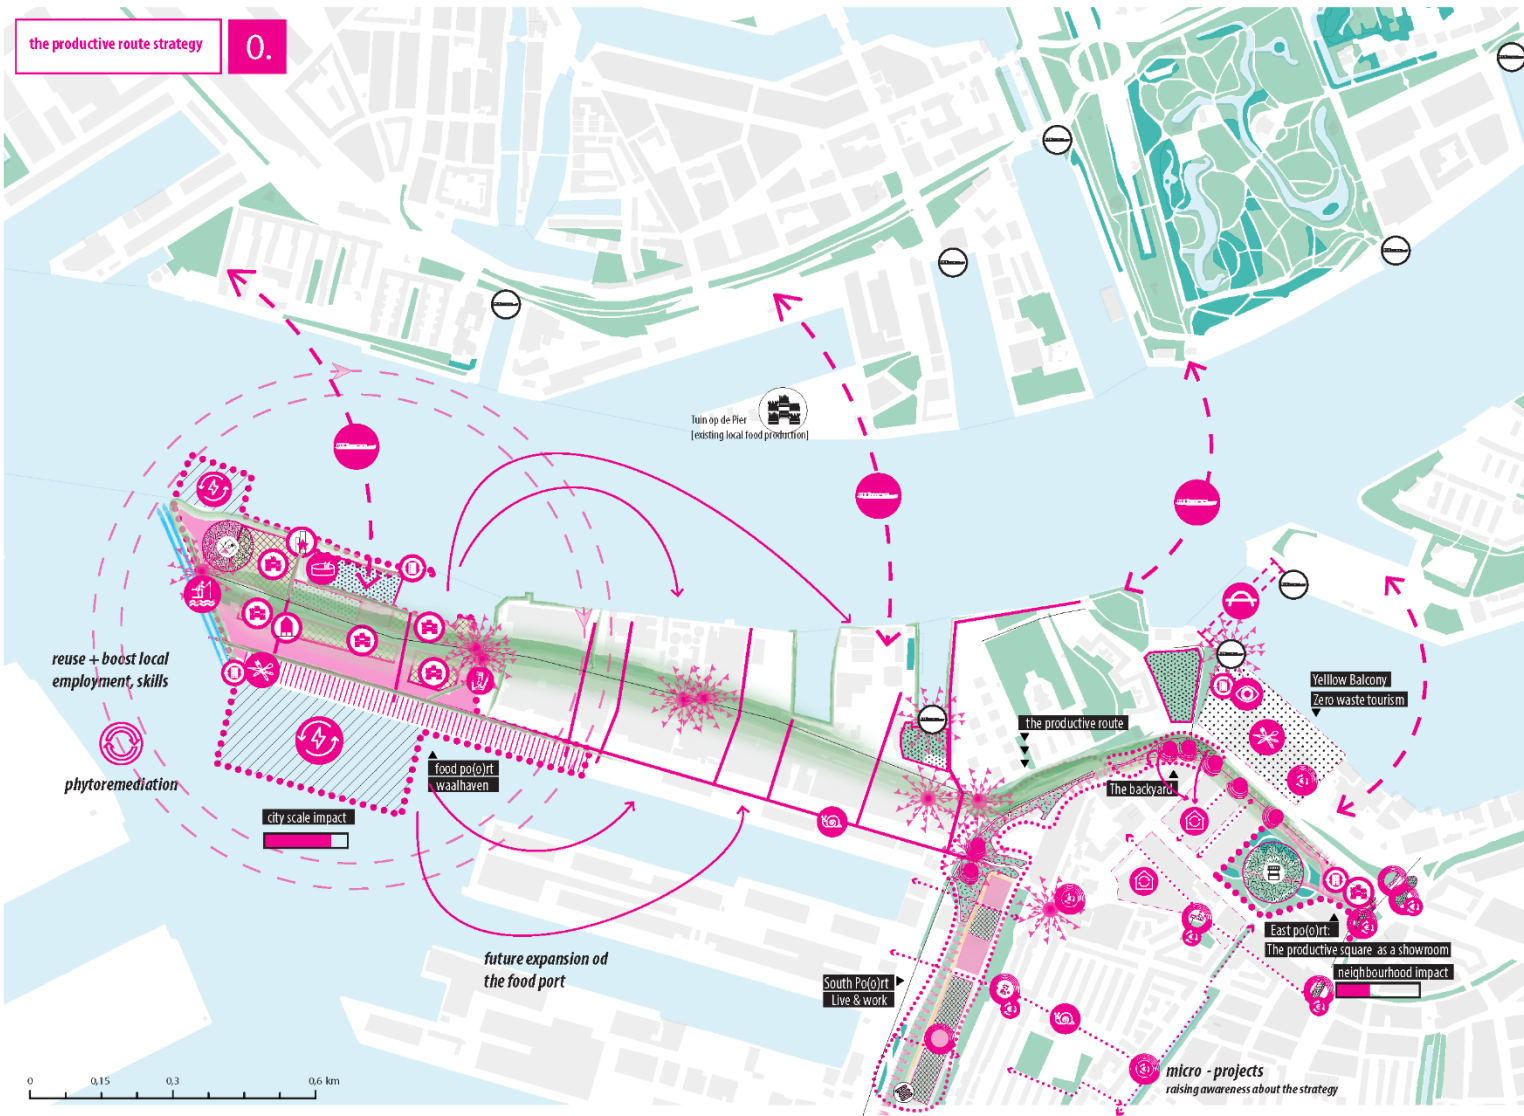 the productive route strategy
0.
Tuin op de Pier
[existing local food production]
reuse + boost local
employment, skills
phytoremediation
city scale impact
food po(o)rt
waalhaven
future expansion od
the food port
the productive route
The backyard
Yelllow Balcony
Zero waste tourism
East po(o)rt:
The productive square as a showroom
neighbourhood impact
South Po(o)rt
Live & work
micro - projects
raising awareness about the strategy
0 0,15 0,3 0,6 km